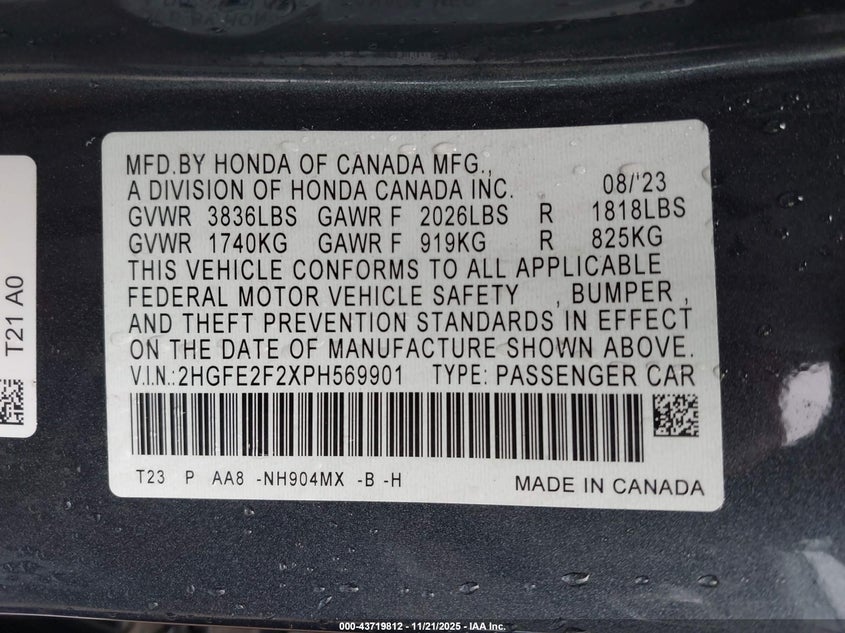 MFD.BY HONDA OF CANADA MFG.,
A DIVISION OF HONDA CANADA INC. 08/'23
GVWR 3836LBS GAWR F 2026LBS R 1818LBS
GVWR 1740KG GAWR F 919KG R 825KG
THIS VEHICLE CONFORMS TO ALL APPLICABLE
FEDERAL MOTOR VEHICLE SAFETY , BUMPER ,
AND THEFT PREVENTION STANDARDS IN EFFECT
ON THE DATE OF MANUFACTURE SHOWN ABOVE.
V.I.N.: 2HGFE2F2XPH569901 TYPE: PASSENGER CAR
T23 P AA8 -NH904MX -B -H MADE IN CANADA
T21 A0
000-43719812 - 11/21/2025 - IAA Inc.